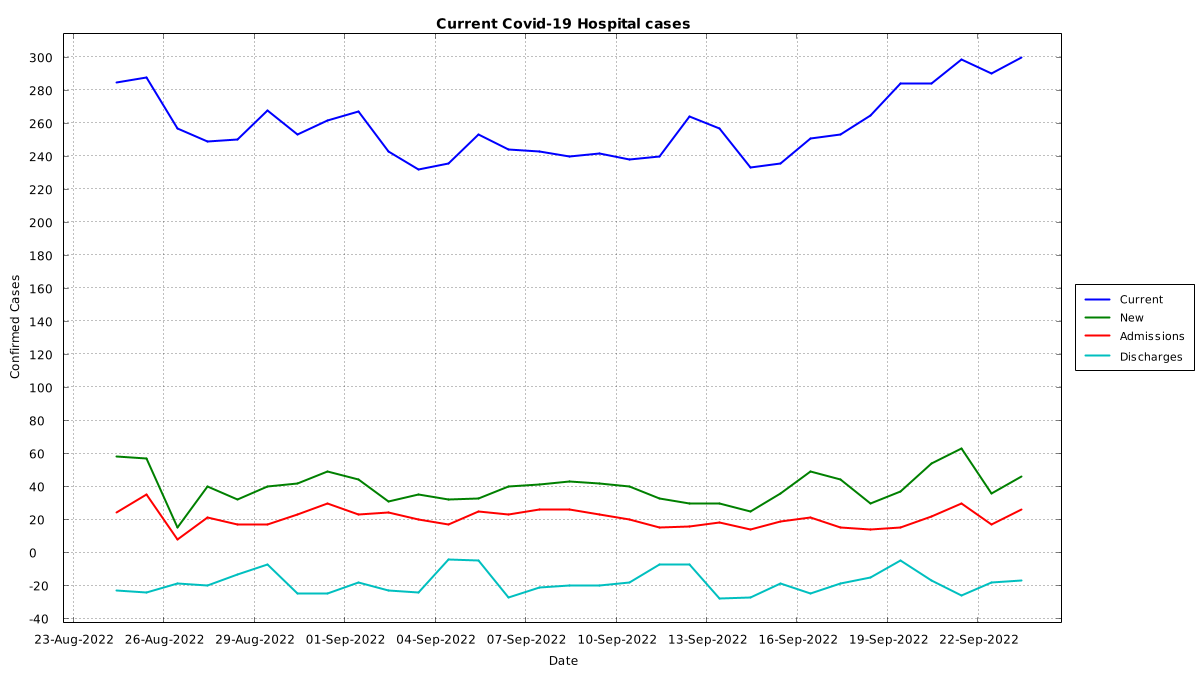 Current Covid-19 Hospital cases
300
280
260
240
220
200
180
160
140
120
100
80
60
40
20
0
-20
-40
Confirmed Cases
23-Aug-2022 26-Aug-2022 29-Aug-2022 01-Sep-2022 04-Sep-2022 07-Sep-2022 10-Sep-2022 13-Sep-2022 16-Sep-2022 19-Sep-2022 22-Sep-2022
Date
Current
New
Admissions
Discharges